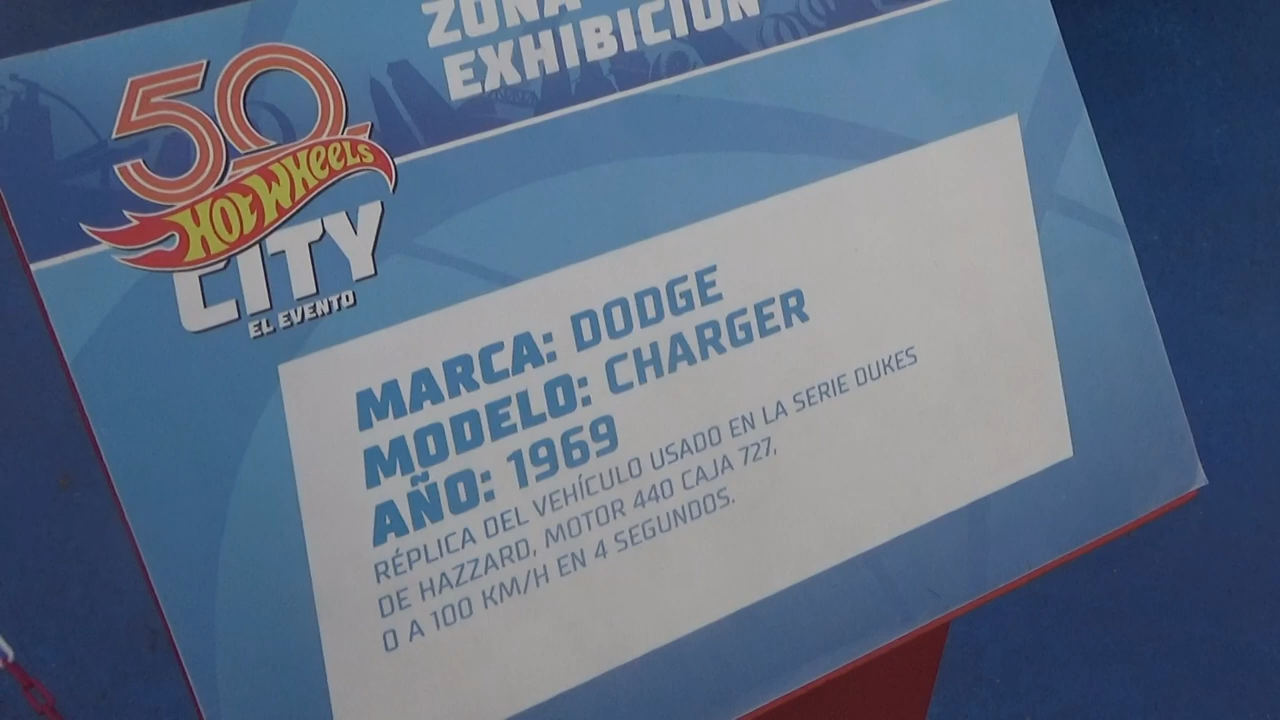 ZONA
EXHIBICIÓN
50
HOT WHEELS
CITY
EL EVENTO
MARCA: DODGE
MODELO: CHARGER
AÑO: 1969
RÉPLICA DEL VEHÍCULO USADO EN LA SERIE DUKES
DE HAZZARD, MOTOR 440 CAJA 727,
0 A 100 KM/H EN 4 SEGUNDOS.